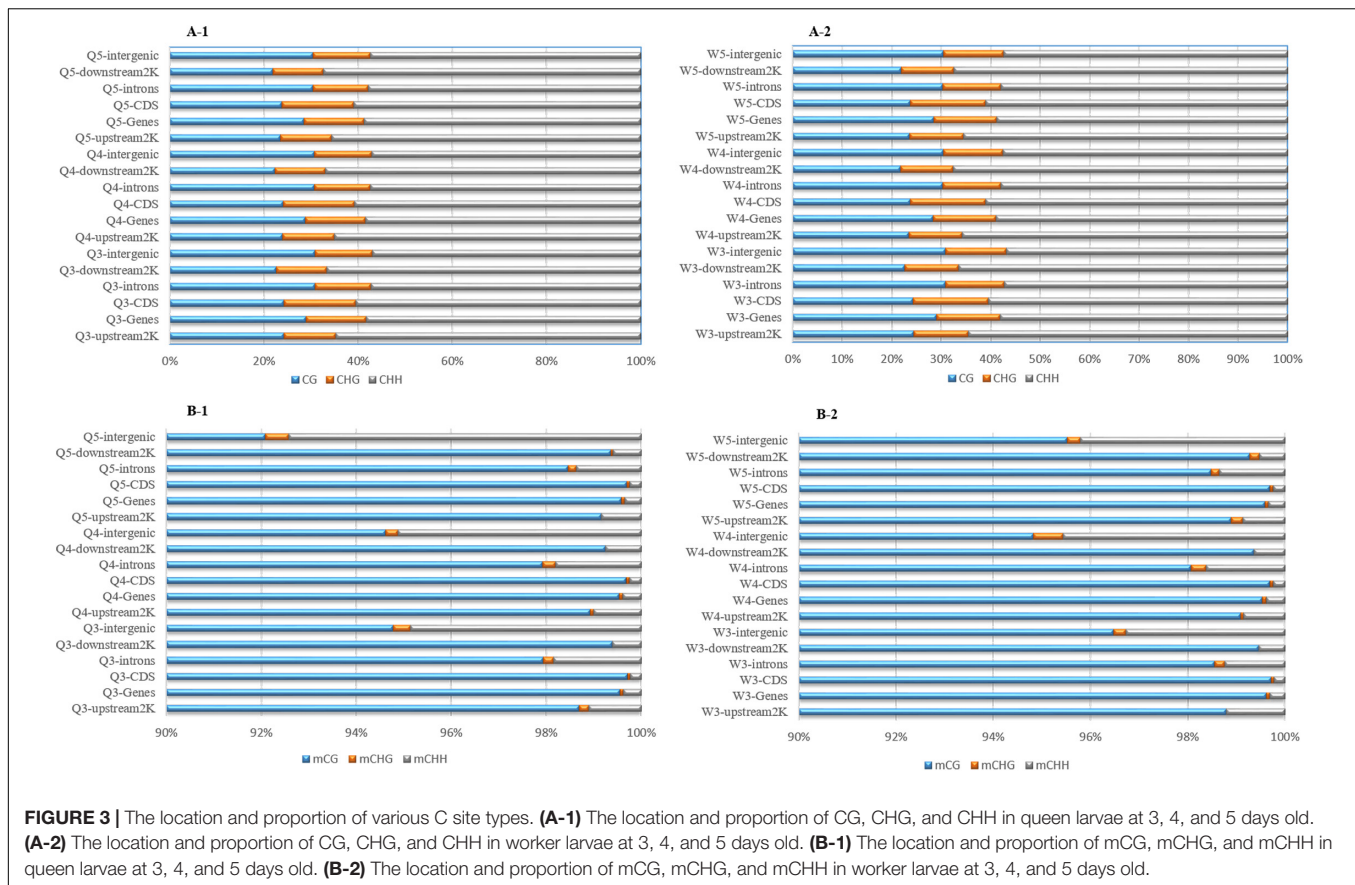 A-1
Q5-intergenic
Q5-downstream2K
Q5-introns
Q5-CDS
Q5-Genes
Q5-upstream2K
Q4-intergenic
Q4-downstream2K
Q4-introns
Q4-CDS
Q4-Genes
Q4-upstream2K
Q3-intergenic
Q3-downstream2K
Q3-introns
Q3-CDS
Q3-Genes
Q3-upstream2K
0% 20% 40% 60% 80% 100%
CG CHG CHH
A-2
W5-intergenic
W5-downstream2K
W5-introns
W5-CDS
W5-Genes
W5-upstream2K
W4-intergenic
W4-downstream2K
W4-introns
W4-CDS
W4-Genes
W4-upstream2K
W3-intergenic
W3-downstream2K
W3-introns
W3-CDS
W3-Genes
W3-upstream2K
0% 10% 20% 30% 40% 50% 60% 70% 80% 90% 100%
CG CHG CHH
B-1
Q5-intergenic
Q5-downstream2K
Q5-introns
Q5-CDS
Q5-Genes
Q5-upstream2K
Q4-intergenic
Q4-downstream2K
Q4-introns
Q4-CDS
Q4-Genes
Q4-upstream2K
Q3-intergenic
Q3-downstream2K
Q3-introns
Q3-CDS
Q3-Genes
Q3-upstream2K
90% 92% 94% 96% 98% 100%
mCG mCHG mCHH
B-2
W5-intergenic
W5-downstream2K
W5-introns
W5-CDS
W5-Genes
W5-upstream2K
W4-intergenic
W4-downstream2K
W4-introns
W4-CDS
W4-Genes
W4-upstream2K
W3-intergenic
W3-downstream2K
W3-introns
W3-CDS
W3-Genes
W3-upstream2K
90% 92% 94% 96% 98% 100%
mCG mCHG mCHH
FIGURE 3 | The location and proportion of various C site types. (A-1) The location and proportion of CG, CHG, and CHH in queen larvae at 3, 4, and 5 days old.
(A-2) The location and proportion of CG, CHG, and CHH in worker larvae at 3, 4, and 5 days old. (B-1) The location and proportion of mCG, mCHG, and mCHH in
queen larvae at 3, 4, and 5 days old. (B-2) The location and proportion of mCG, mCHG, and mCHH in worker larvae at 3, 4, and 5 days old.